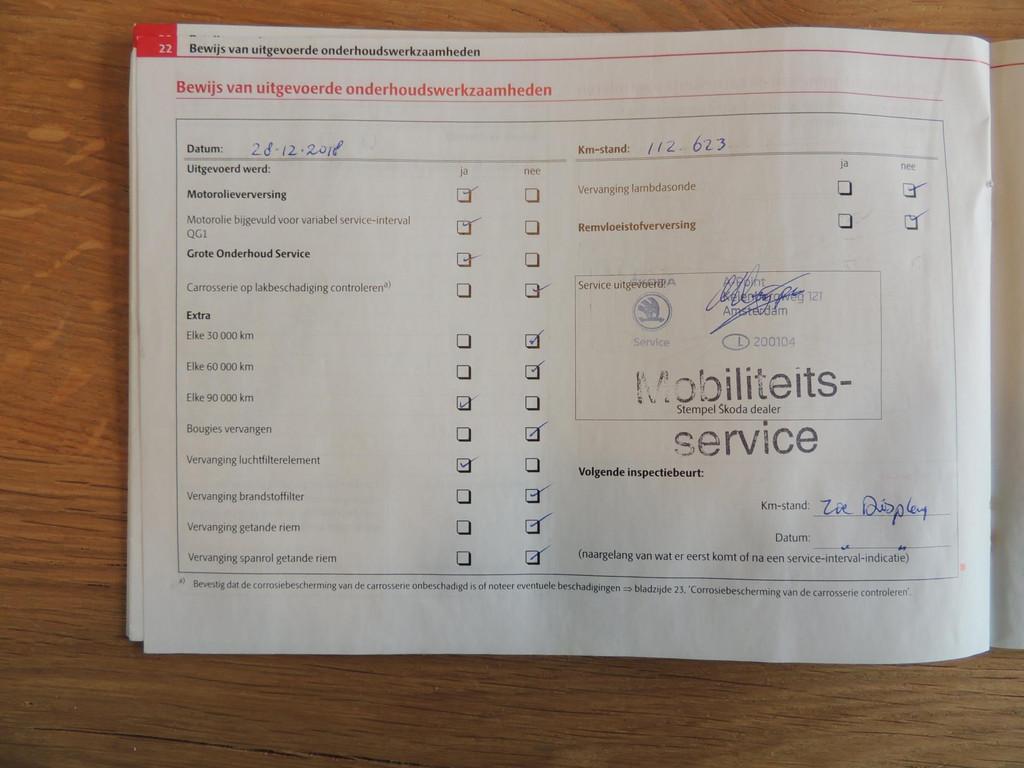 22 Bewijs van uitgevoerde onderhoudswerkzaamheden
Bewijs van uitgevoerde onderhoudswerkzaamheden
Datum: 28-12-2018
Uitgevoerd werd: ja nee
Motorolieverversing
Motorolie bijgevuld voor variabel service-interval
QG1
Grote Onderhoud Service
Carrosserie op lakbeschadiging controleren a)
Extra
Elke 30 000 km
Elke 60 000 km
Elke 90 000 km
Bougies vervangen
Vervanging luchtfilterelement
Vervanging brandstoffilter
Vervanging getande riem
Vervanging spanrol getande riem
Km-stand: 112.623
ja nee
Vervanging lambdasonde
Remvloeistofverversing
Service uitgevoerd:
ŠKODA
Service
121
Amsterdam
L 200104
Mobiliteits-
Stempel Škoda dealer
service
Volgende inspectiebeurt:
Km-stand: Zie Display
Datum: " "
(naargelang van wat er eerst komt of na een service-interval-indicatie)
a) Bevestig dat de corrosiebescherming van de carrosserie onbeschadigd is of noteer eventuele beschadigingen ⇒ bladzijde 23, 'Corrosiebescherming van de carrosserie controleren'.